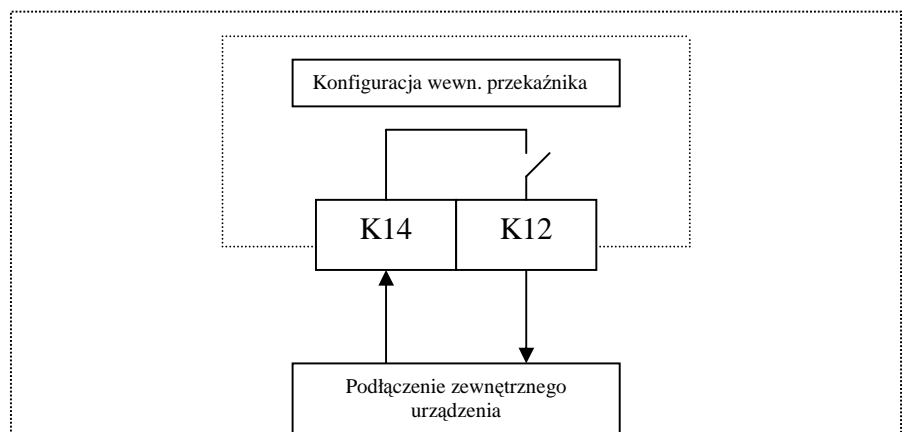 Konfiguracja wewn. przekaźnika
K14 K12
Podłączenie zewnętrznego
urządzenia